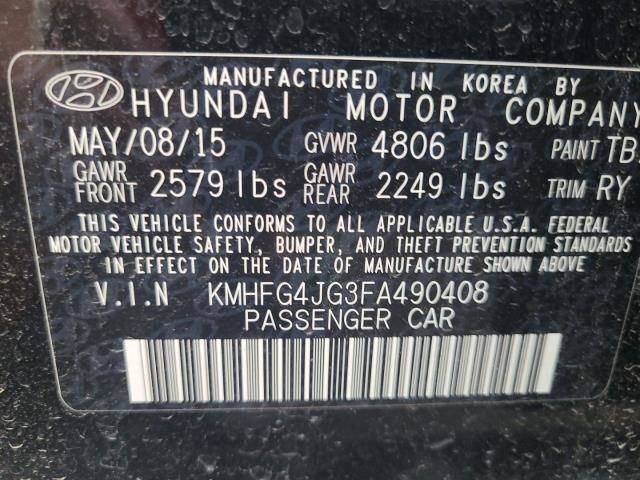 MANUFACTURED IN KOREA BY
HYUNDAI MOTOR COMPANY
MAY/08/15 GVWR 4806 lbs PAINT TB
GAWR FRONT 2579 lbs GAWR REAR 2249 lbs TRIM RY
THIS VEHICLE CONFORMS TO ALL APPLICABLE U.S.A. FEDERAL
MOTOR VEHICLE SAFETY, BUMPER, AND THEFT PREVENTION STANDARDS
IN EFFECT ON THE DATE OF MANUFACTURE SHOWN ABOVE
V.I.N KMHFG4JG3FA490408
PASSENGER CAR